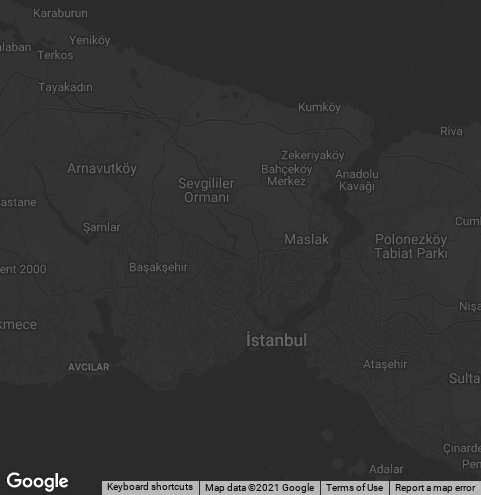 Karaburun
Yeniköy
alaban
Terkos
Tayakadın
Kumköy
Riva
Zekeriyaköy
Arnavutköy
Bahçeköy
Merkez
Anadolu
Kavağı
Sevgililer
Ormanı
astane
Şamlar
Cum
Maslak
Polonezköy
Tabiat Parkı
ent 2000
Başakşehir
Nişa
kmece
İstanbul
AVCILAR
Ataşehir
Sulta
Çınarde
Pen
Adalar
Google
Keyboard shortcuts
Map data ©2021 Google
Terms of Use
Report a map error